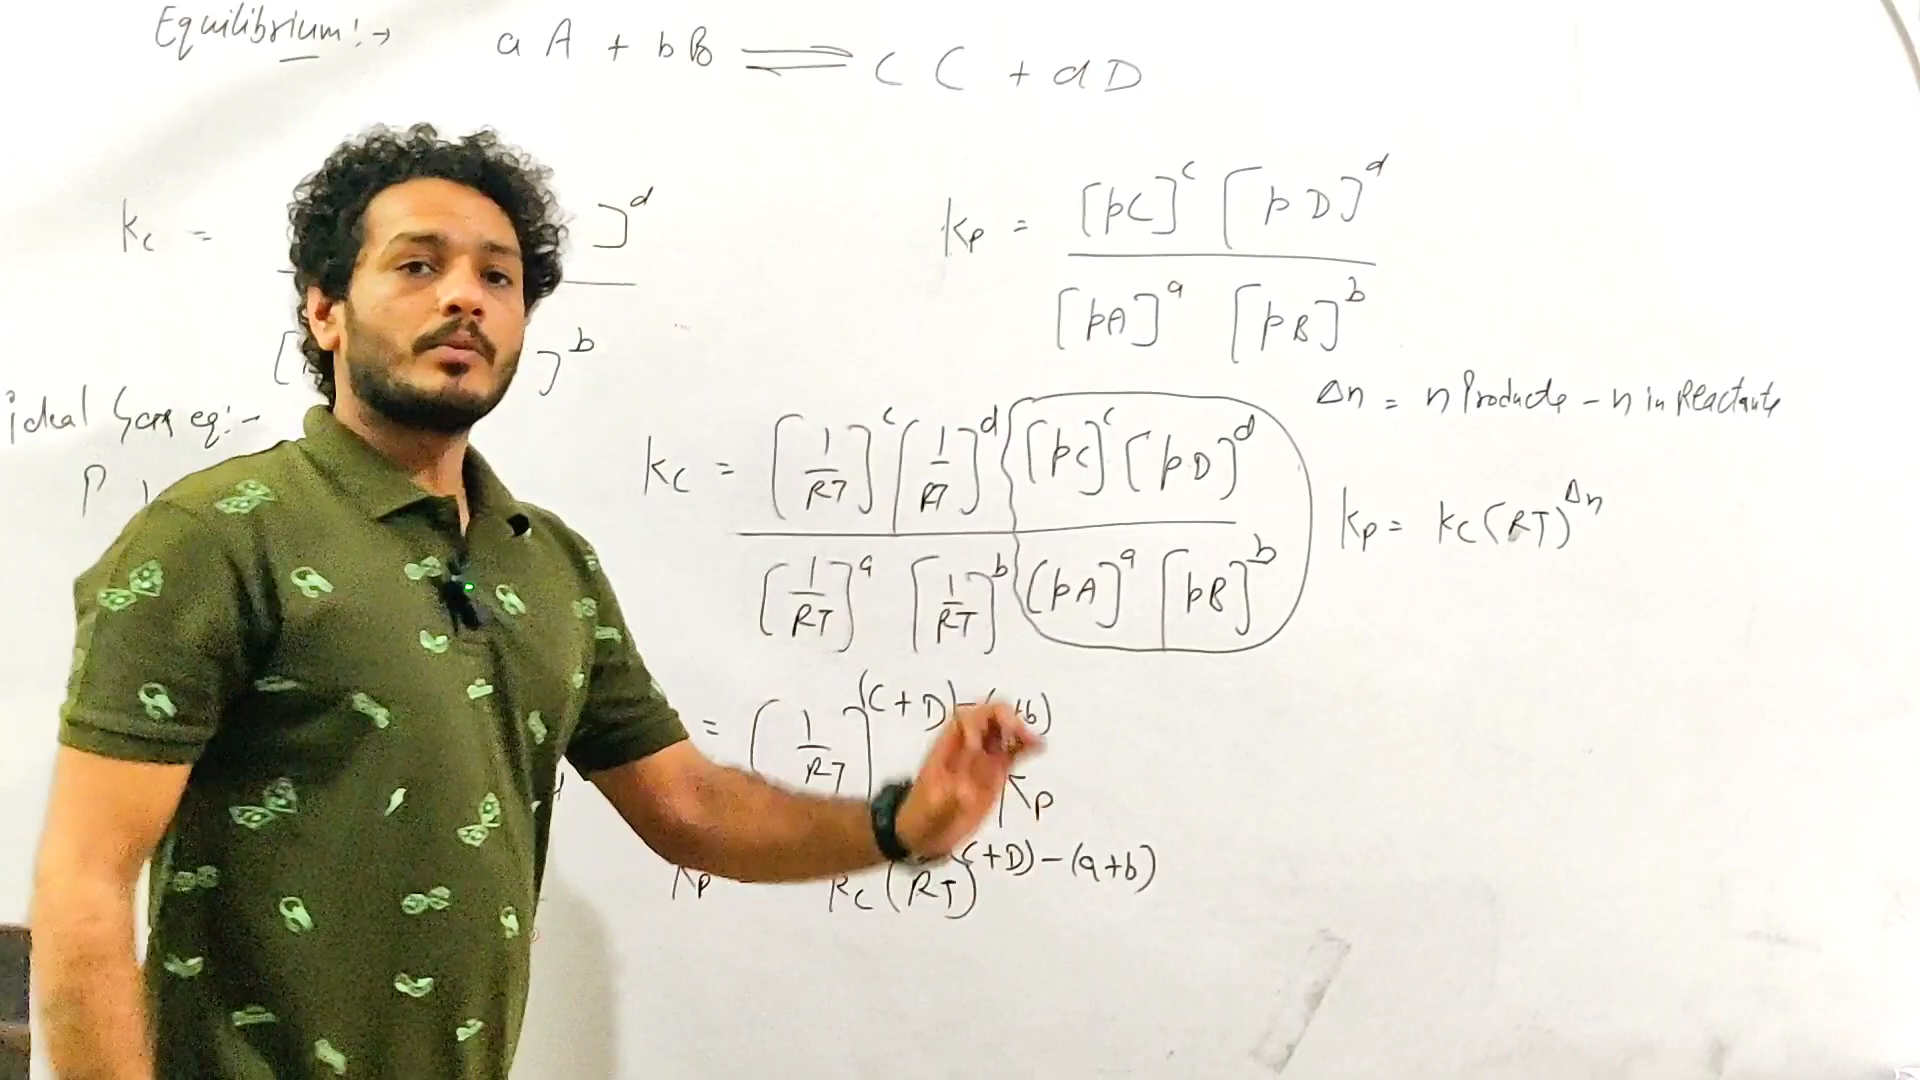 Equilibrium :→ a A + b B ⇌ c C + d D
kc = ]^d
[ ]^b
kp = [pC]^c [pD]^d
[pA]^a [pB]^b
ideal gas eq :-
P
Δn = n Products - n in Reactants
kc = [1/RT]^c [1/RT]^d [pC]^c [pD]^d
[1/RT]^a [1/RT]^b [pA]^a [pB]^b
kp = kc (RT)^Δn
= [1/RT]^(C+D)-( +b) Kp
Kp kc (RT)^(C+D)-(a+b)